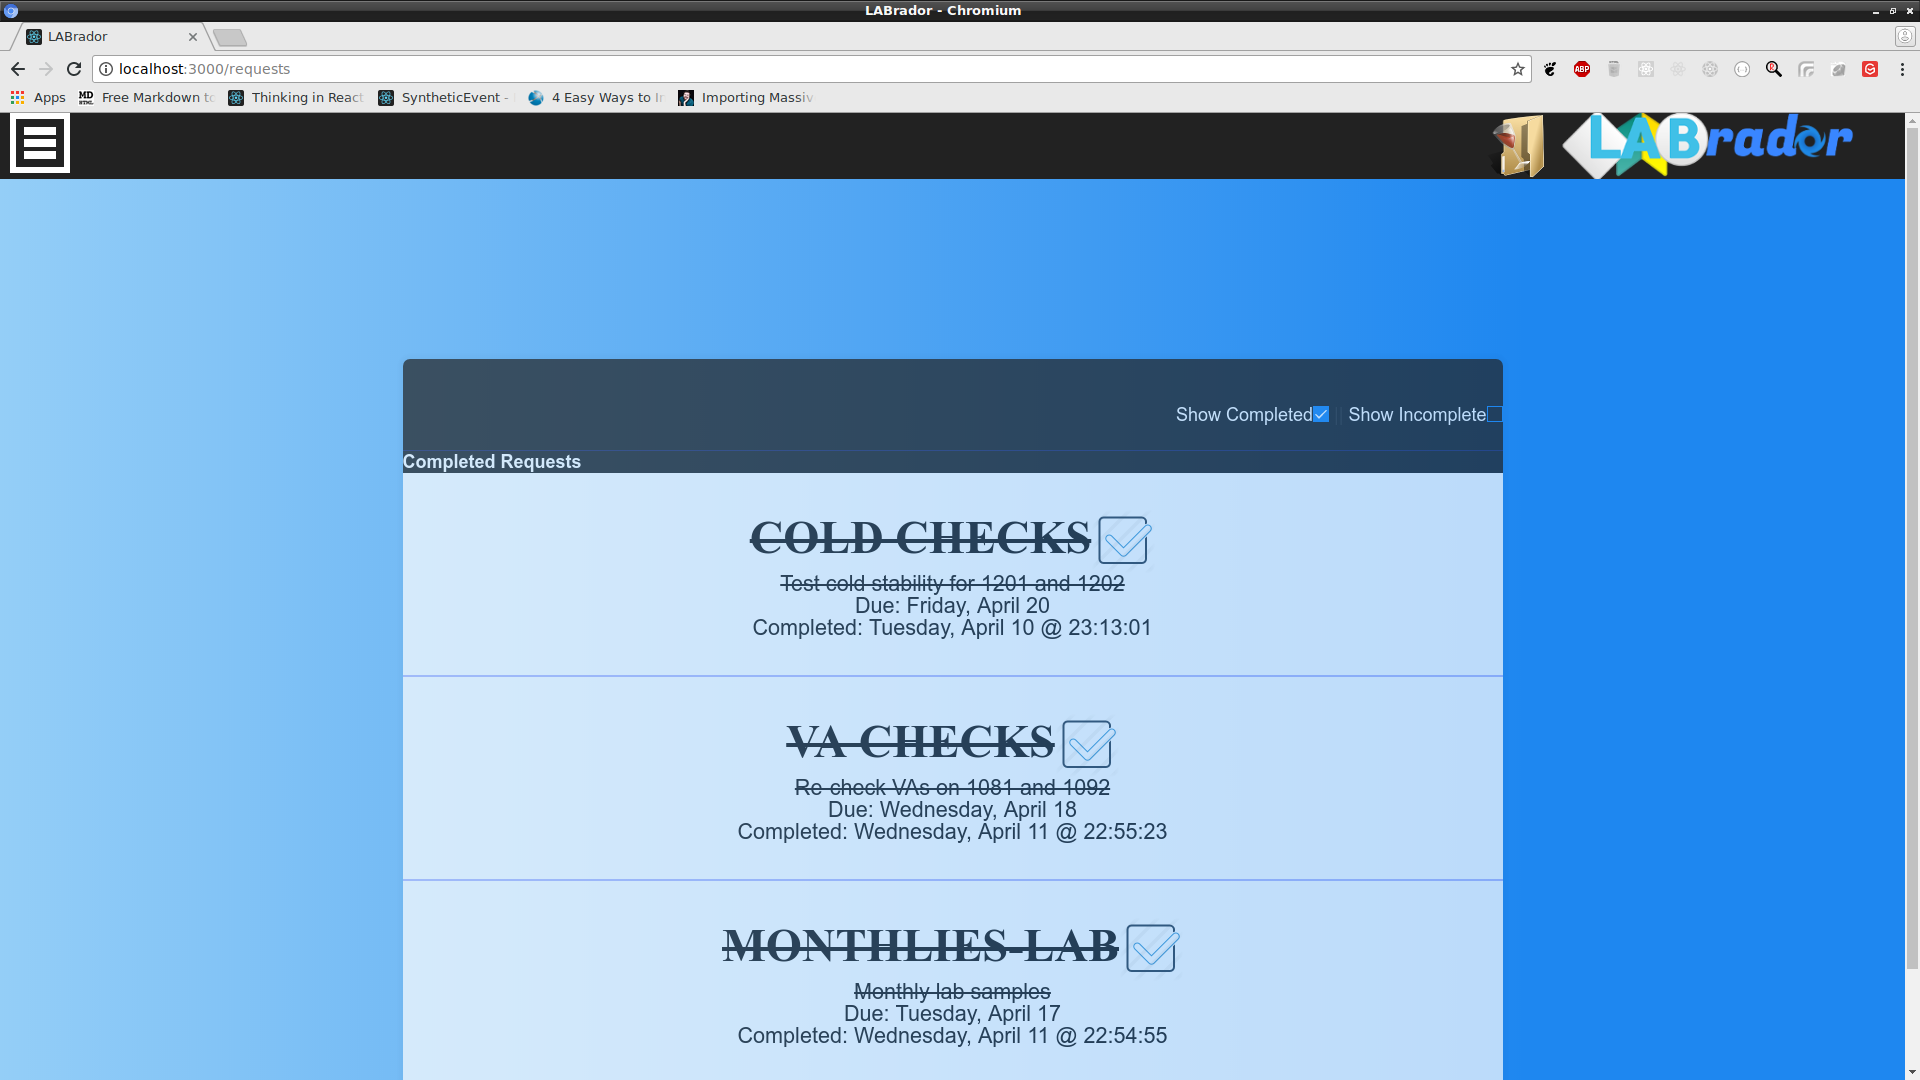 LABrador - Chromium
LABrador
localhost:3000/requests
ABP
Apps
MD HTML Free Markdown to
Thinking in React
SyntheticEvent -
4 Easy Ways to In
Importing Massiv
LABrador
Show Completed
Show Incomplete
Completed Requests
COLD CHECKS
Test cold stability for 1201 and 1202
Due: Friday, April 20
Completed: Tuesday, April 10 @ 23:13:01
VA CHECKS
Re-check VAs on 1081 and 1092
Due: Wednesday, April 18
Completed: Wednesday, April 11 @ 22:55:23
MONTHLIES-LAB
Monthly lab samples
Due: Tuesday, April 17
Completed: Wednesday, April 11 @ 22:54:55